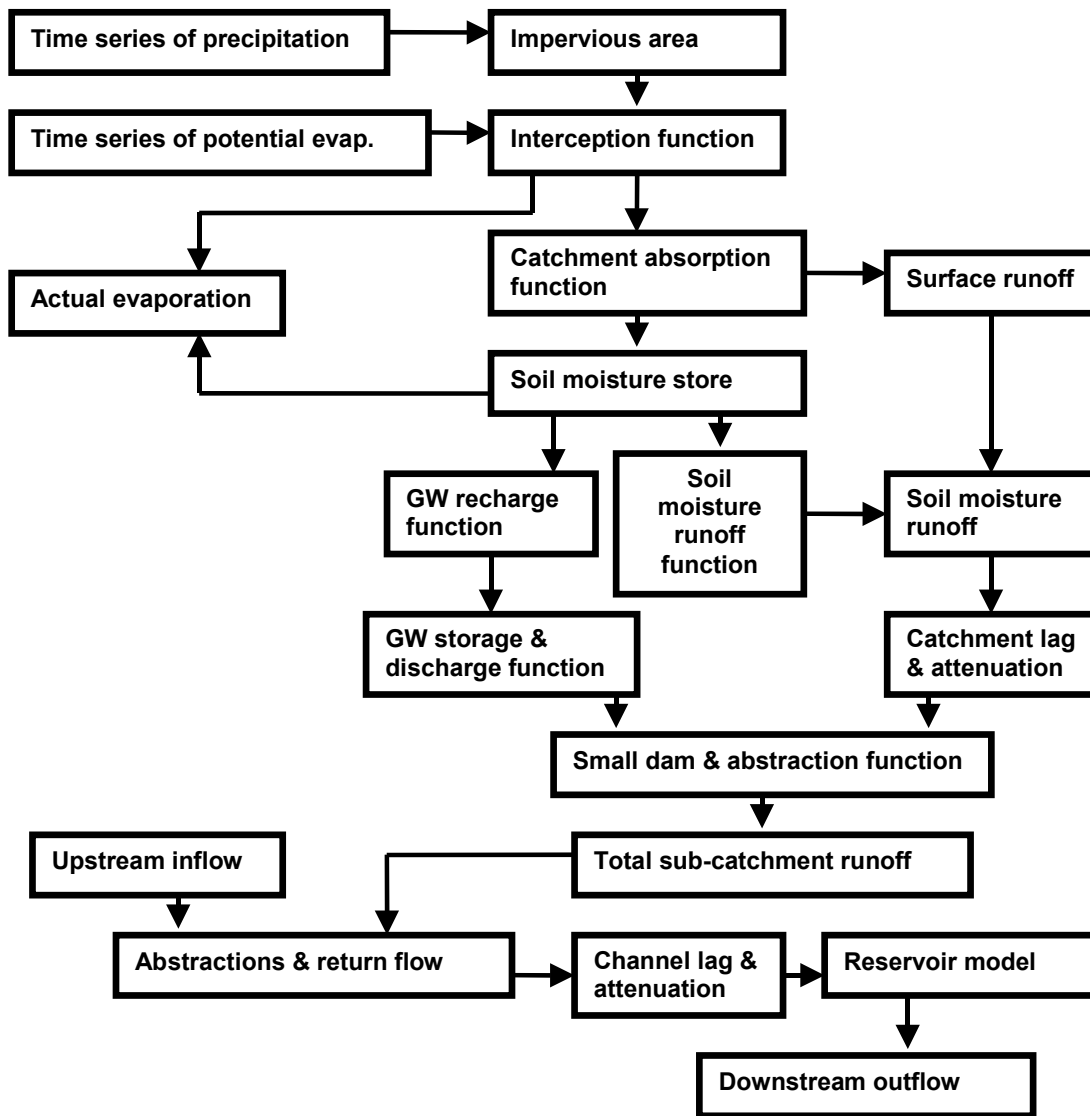 Time series of precipitation
Impervious area
Time series of potential evap.
Interception function
Catchment absorption
function
Surface runoff
Actual evaporation
Soil moisture store
GW recharge
function
Soil
moisture
runoff
function
Soil moisture
runoff
GW storage &
discharge function
Catchment lag
& attenuation
Small dam & abstraction function
Upstream inflow
Total sub-catchment runoff
Abstractions & return flow
Channel lag &
attenuation
Reservoir model
Downstream outflow